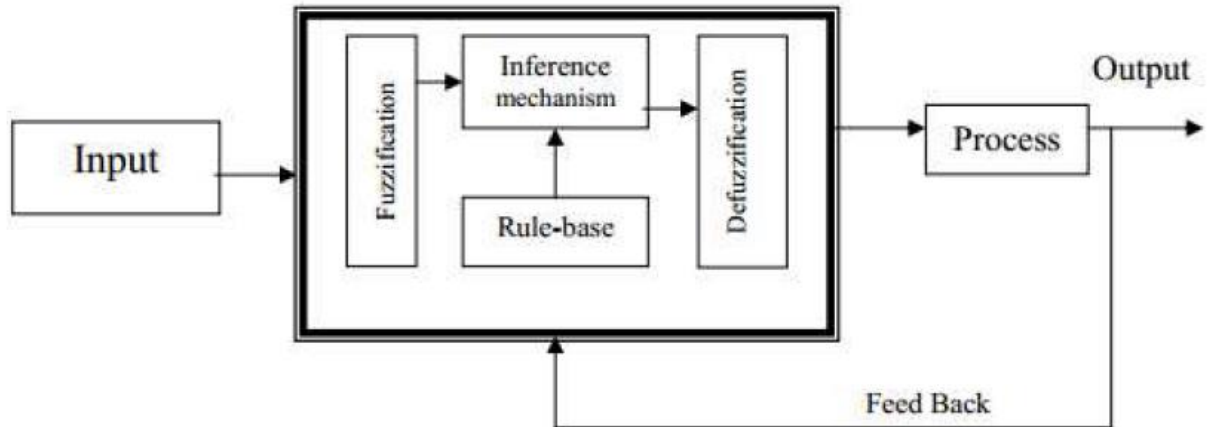 Input
Fuzzification
Inference
mechanism
Rule-base
Defuzzification
Process
Output
Feed Back